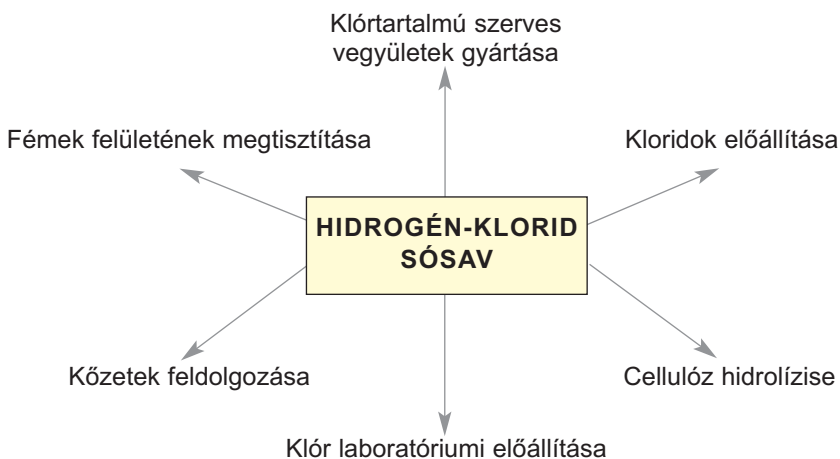 Klórtartalmú szerves
vegyületek gyártása
Fémek felületének megtisztítása
Kloridok előállítása
HIDROGÉN-KLORID
SÓSAV
Kőzetek feldolgozása
Cellulóz hidrolízise
Klór laboratóriumi előállítása